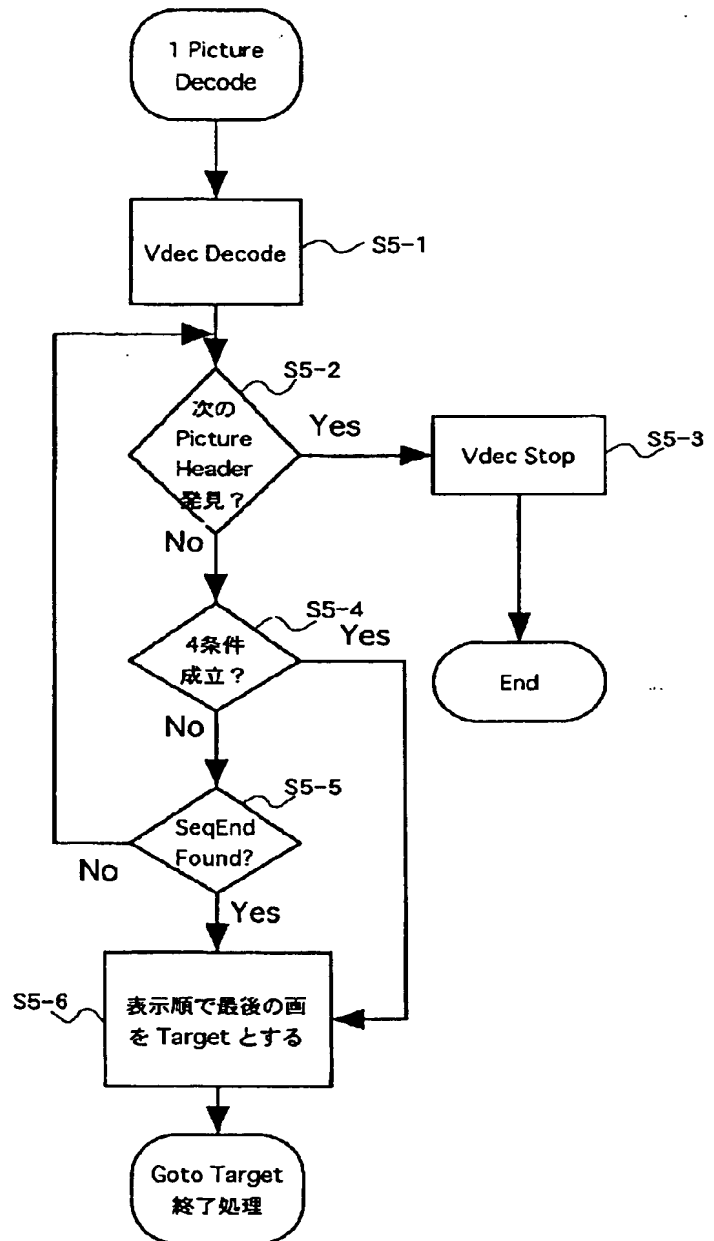 1 Picture
Decode
Vdec Decode
S5-1
S5-2
次の
Picture
Header
発見？
Yes
Vdec Stop
S5-3
No
S5-4
4条件
成立？
Yes
End
No
S5-5
SeqEnd
Found?
No
Yes
S5-6
表示順で最後の画
を Target とする
Goto Target
終了処理